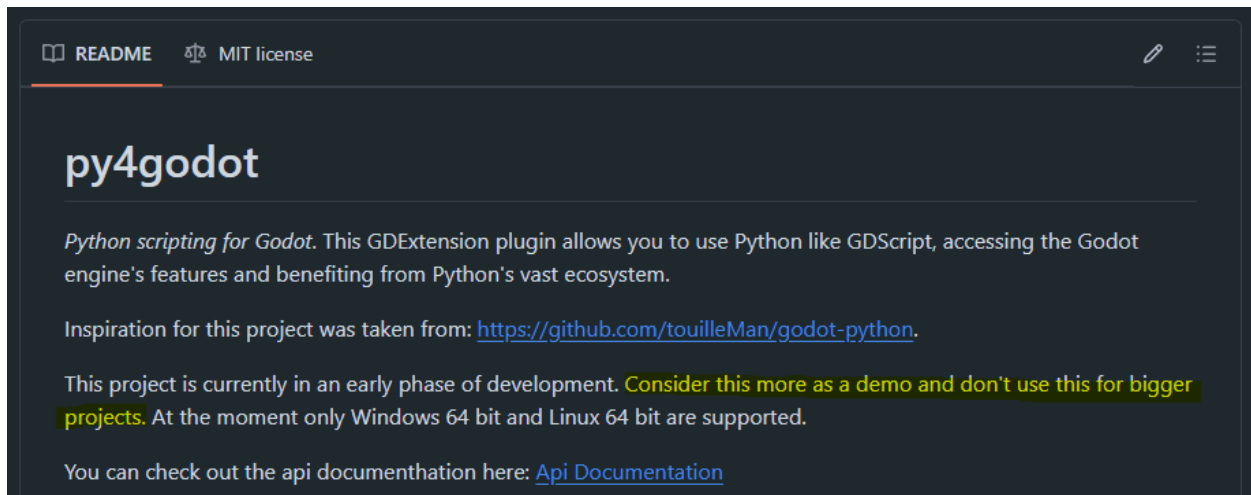 README MIT license
py4godot
Python scripting for Godot. This GDExtension plugin allows you to use Python like GDScript, accessing the Godot
engine's features and benefiting from Python's vast ecosystem.
Inspiration for this project was taken from: https://github.com/touilleMan/godot-python.
This project is currently in an early phase of development. Consider this more as a demo and don't use this for bigger
projects. At the moment only Windows 64 bit and Linux 64 bit are supported.
You can check out the api documenthation here: Api Documentation